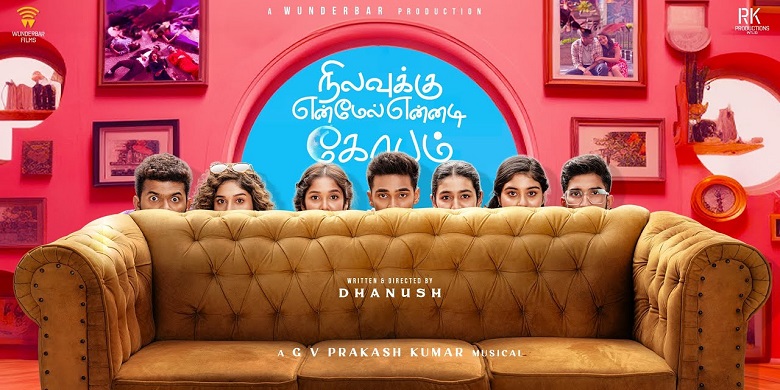 A WUNDERBAR PRODUCTION
WUNDERBAR
FILMS
RK
PRODUCTIONS
நிலவுக்கு
என்மேல் என்னடி
கோபம்
WRITTEN & DIRECTED BY
DHANUSH
A G V PRAKASH KUMAR MUSICAL